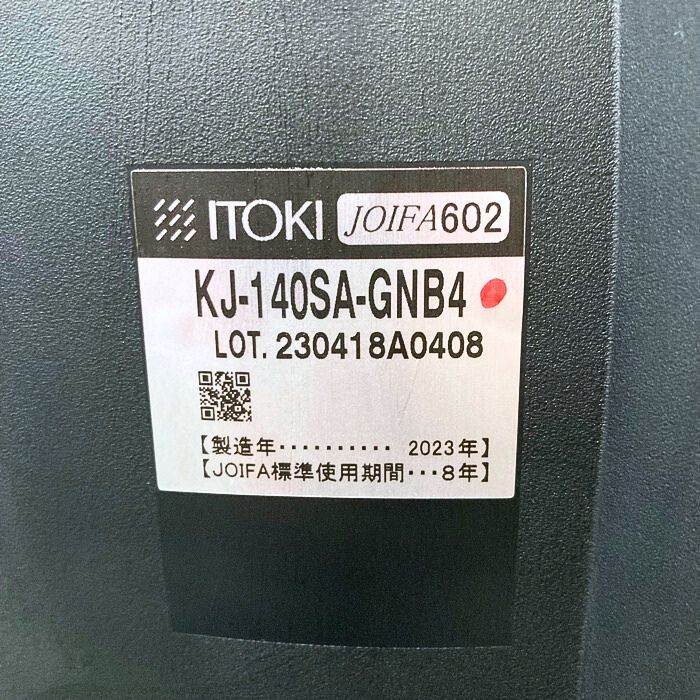 ITOKI JOIFA602
KJ-140SA-GNB4
LOT. 230418A0408
【製造年・・・・・・・・・・ 2023年】
【JOIFA標準使用期間・・・8年】